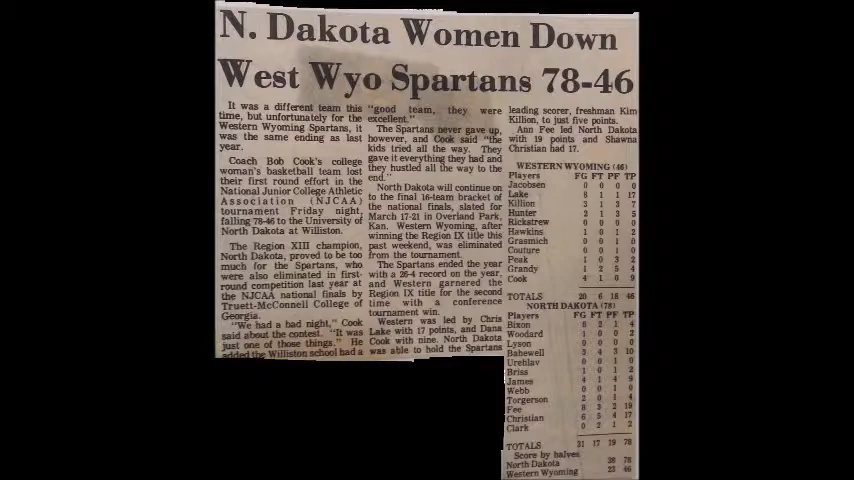 N. Dakota Women Down
West Wyo Spartans 78-46
It was a different team this
time, but unfortunately for the
Western Wyoming Spartans, it
was the same ending as last
year.
Coach Bob Cook's college
woman's basketball team lost
their first round effort in the
National Junior College Athletic
Association (NJCAA)
tournament Friday night,
falling 78-46 to the University of
North Dakota at Williston.
The Region XIII champion,
North Dakota, proved to be too
much for the Spartans, who
were also eliminated in first-
round competition last year at
the NJCAA national finals by
Truett-McConnell College of
Georgia.
"We had a bad night," Cook
said about the contest. "It was
just one of those things." He
added the Williston school had a
"good team, they were
excellent."
The Spartans never gave up,
however, and Cook said "the
kids tried all the way. They
gave it everything they had and
they hustled all the way to the
end."
North Dakota will continue on
to the final 16-team bracket of
the national finals, slated for
March 17-21 in Overland Park,
Kan. Western Wyoming, after
winning the Region IX title this
past weekend, was eliminated
from the tournament.
The Spartans ended the year
with a 26-4 record on the year,
and Western garnered the
Region IX title for the second
time with a conference
tournament win.
Western was led by Chris
Lake with 17 points, and Dana
Cook with nine. North Dakota
was able to hold the Spartans
leading scorer, freshman Kim
Killion, to just five points.
Ann Fee led North Dakota
with 19 points and Shawna
Christian had 17.
WESTERN WYOMING (46)
Players FG FT PF TP
Jacobsen 0 0 0 0
Lake 8 1 1 17
Killion 3 1 3 7
Hunter 2 1 3 5
Rickstrew 0 0 0 0
Hawkins 1 0 1 2
Grasmich 0 0 1 0
Couture 0 0 1 0
Peak 1 0 3 2
Grandy 1 2 5 4
Cook 4 1 0 9
TOTALS 20 6 18 46
NORTH DAKOTA (78)
Players FG FT PF TP
Bixon 2 1 4
Woodard 1 0 0 2
Lyson 0 0 0 0
Bahewell 3 4 3 10
Urehlav 0 0 1 0
Briss 1 0 1 2
James 4 1 4 9
Webb 0 0 1 0
Torgerson 2 0 1 4
Fee 8 3 2 19
Christian 6 5 4 17
Clark 0 2 1 2
TOTALS 31 17 19 78
Score by halves
North Dakota 78
Western Wyoming 23 46